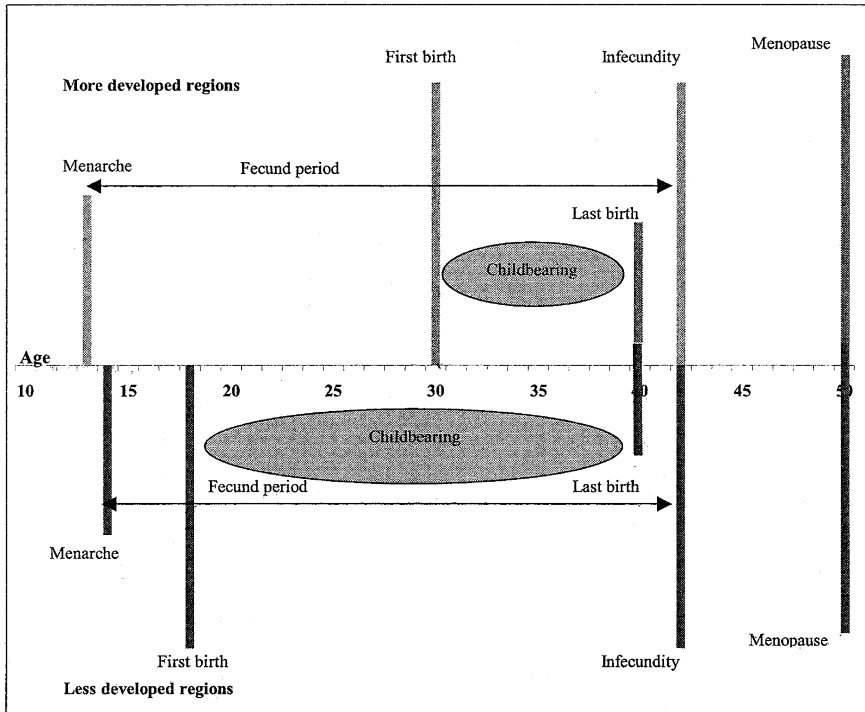 Menopause
First birth
Infecundity
More developed regions
Menarche
Fecund period
Last birth
Childbearing
Age
10 15 20 25 30 35 40 45 50
Childbearing
Fecund period
Last birth
Menarche
First birth
Infecundity
Menopause
Less developed regions